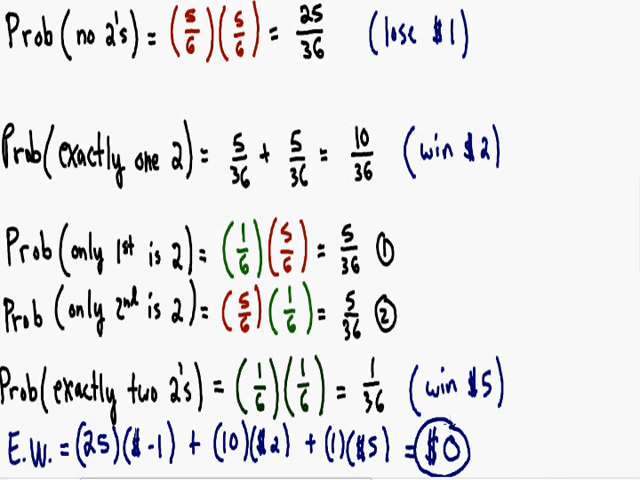 Prob (no 2's) = (5/6)(5/6) = 25/36 (lose $1)
Prob (exactly one 2) = 5/36 + 5/36 = 10/36 (win $2)
Prob (only 1st is 2) = (1/6)(5/6) = 5/36 ①
Prob (only 2nd is 2) = (5/6)(1/6) = 5/36 ②
Prob (exactly two 2's) = (1/6)(1/6) = 1/36 (win $5)
E.W. = (25)($-1) + (10)($2) + (1)($5) = $0